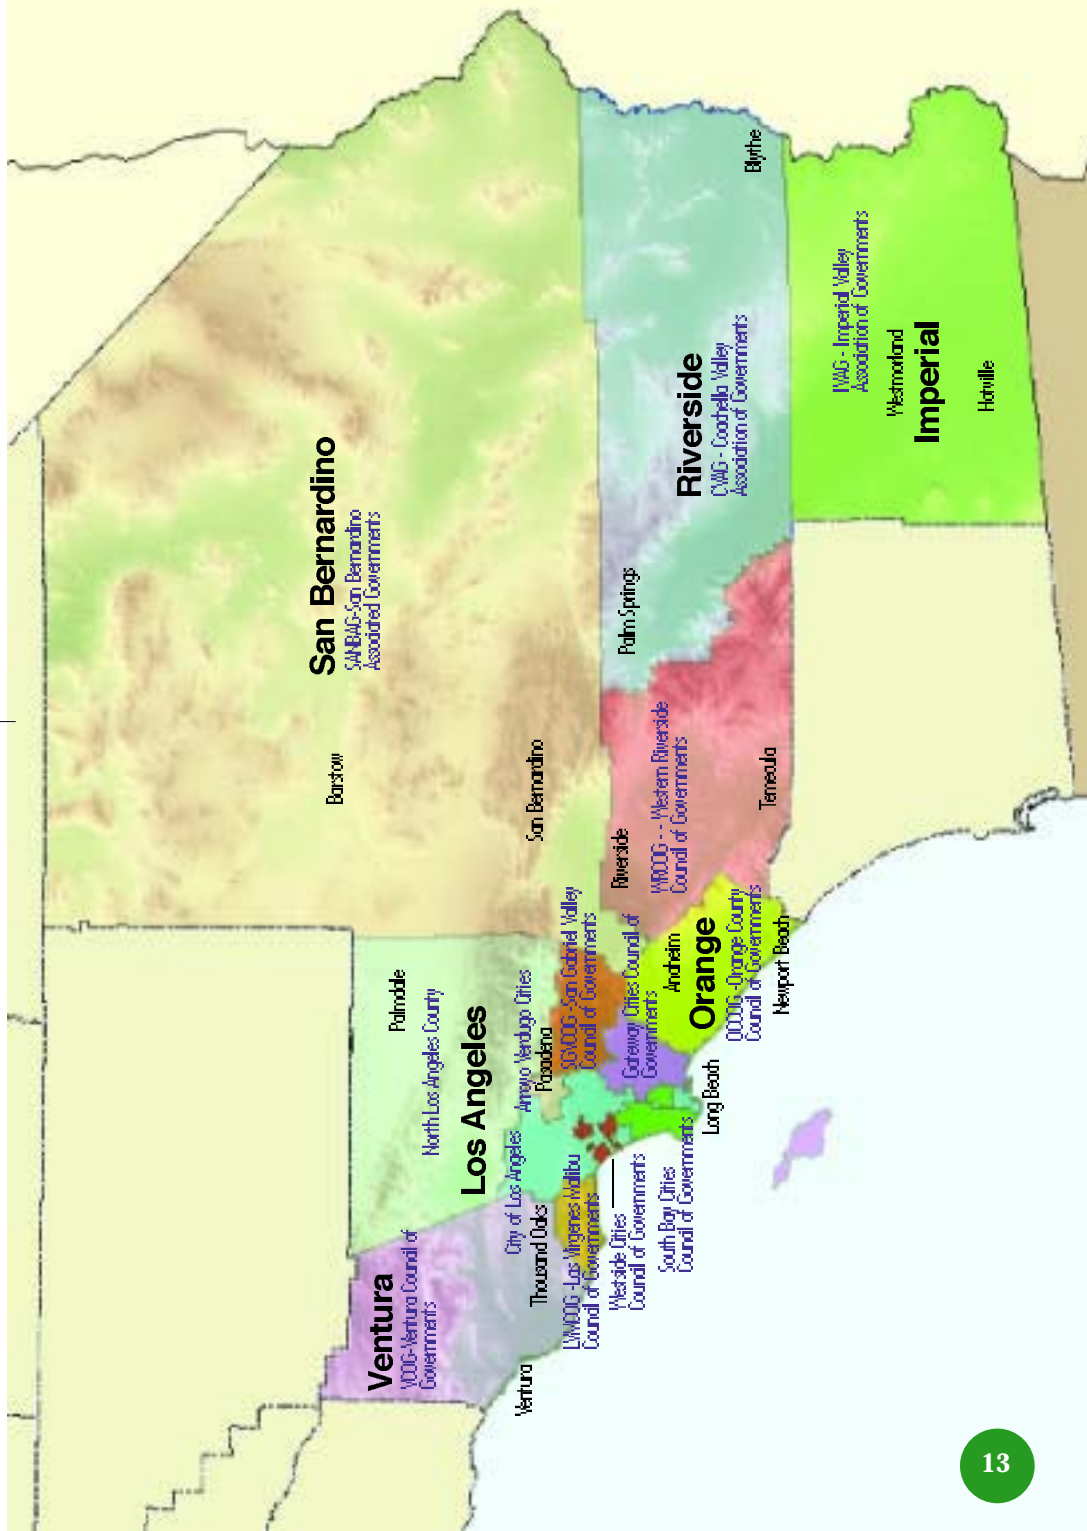 San Bernardino
SANBAG-San Bernardino
Associated Governments
Barstow
San Bernardino
Riverside
CVAG - Coachella Valley
Association of Governments
Blythe
Palm Springs
IVAG - Imperial Valley
Association of Governments
Westmorland
Imperial
Holtville
Riverside
WRCOG - - Western Riverside
Council of Governments
Temecula
Palmdale
North Los Angeles County
Los Angeles
Arroyo Verdugo Cities
Pasadena
SGVCOG -San Gabriel Valley
Council of Governments
Gateway Cities Council of
Governments
Anaheim
Orange
OCCOG -Orange County
Council of Governments
Newport Beach
Long Beach
Ventura
VCOG-Ventura Council of
Governments
City of Los Angeles
Thousand Oaks
LVMCOG -Las Virgenes Malibu
Council of Governments
Westside Cities
Council of Governments
South Bay Cities
Council of Governments
Ventura
13